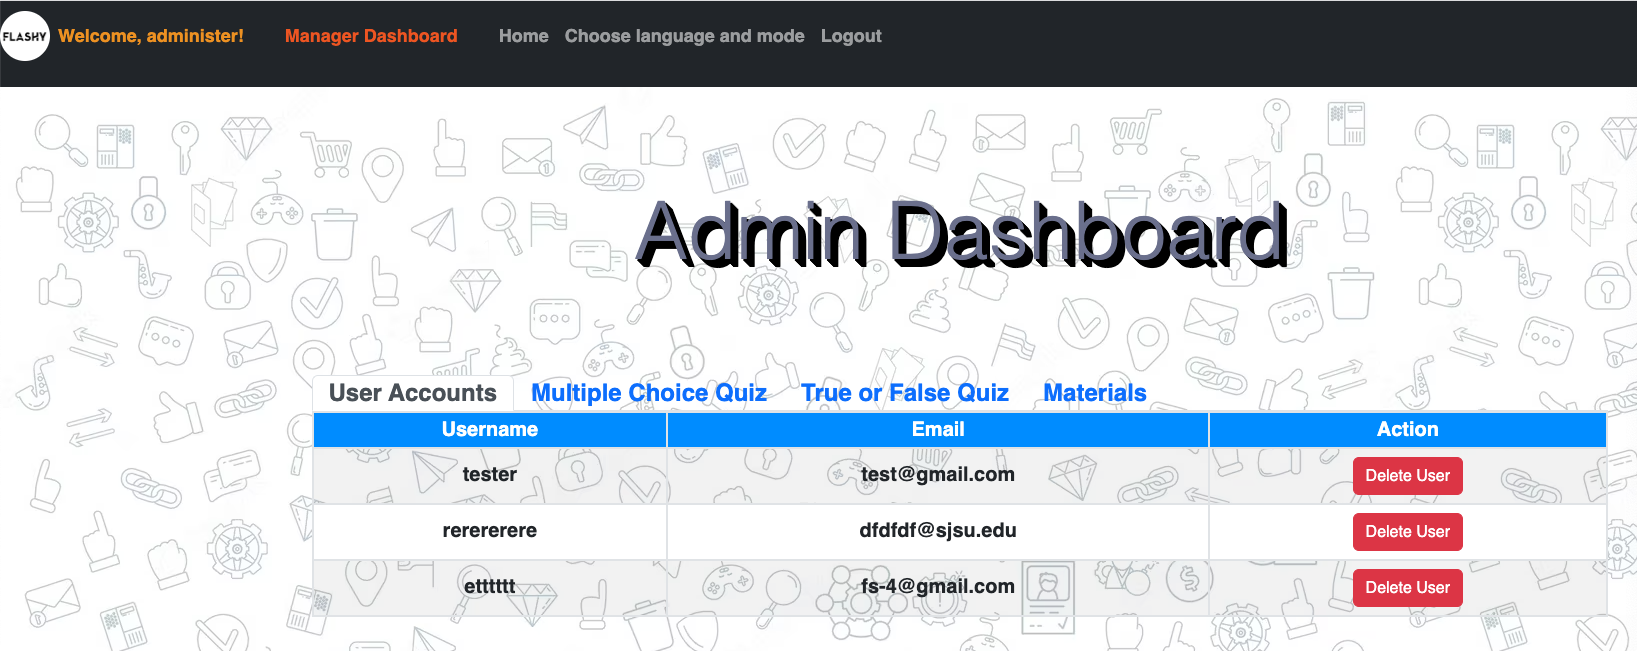 FLASHY Welcome, administer! Manager Dashboard Home Choose language and mode Logout
Admin Dashboard
User Accounts Multiple Choice Quiz True or False Quiz Materials
Username Email Action
tester test@gmail.com Delete User
rerererere dfdfdf@sjsu.edu Delete User
ettttttt fs-4@gmail.com Delete User